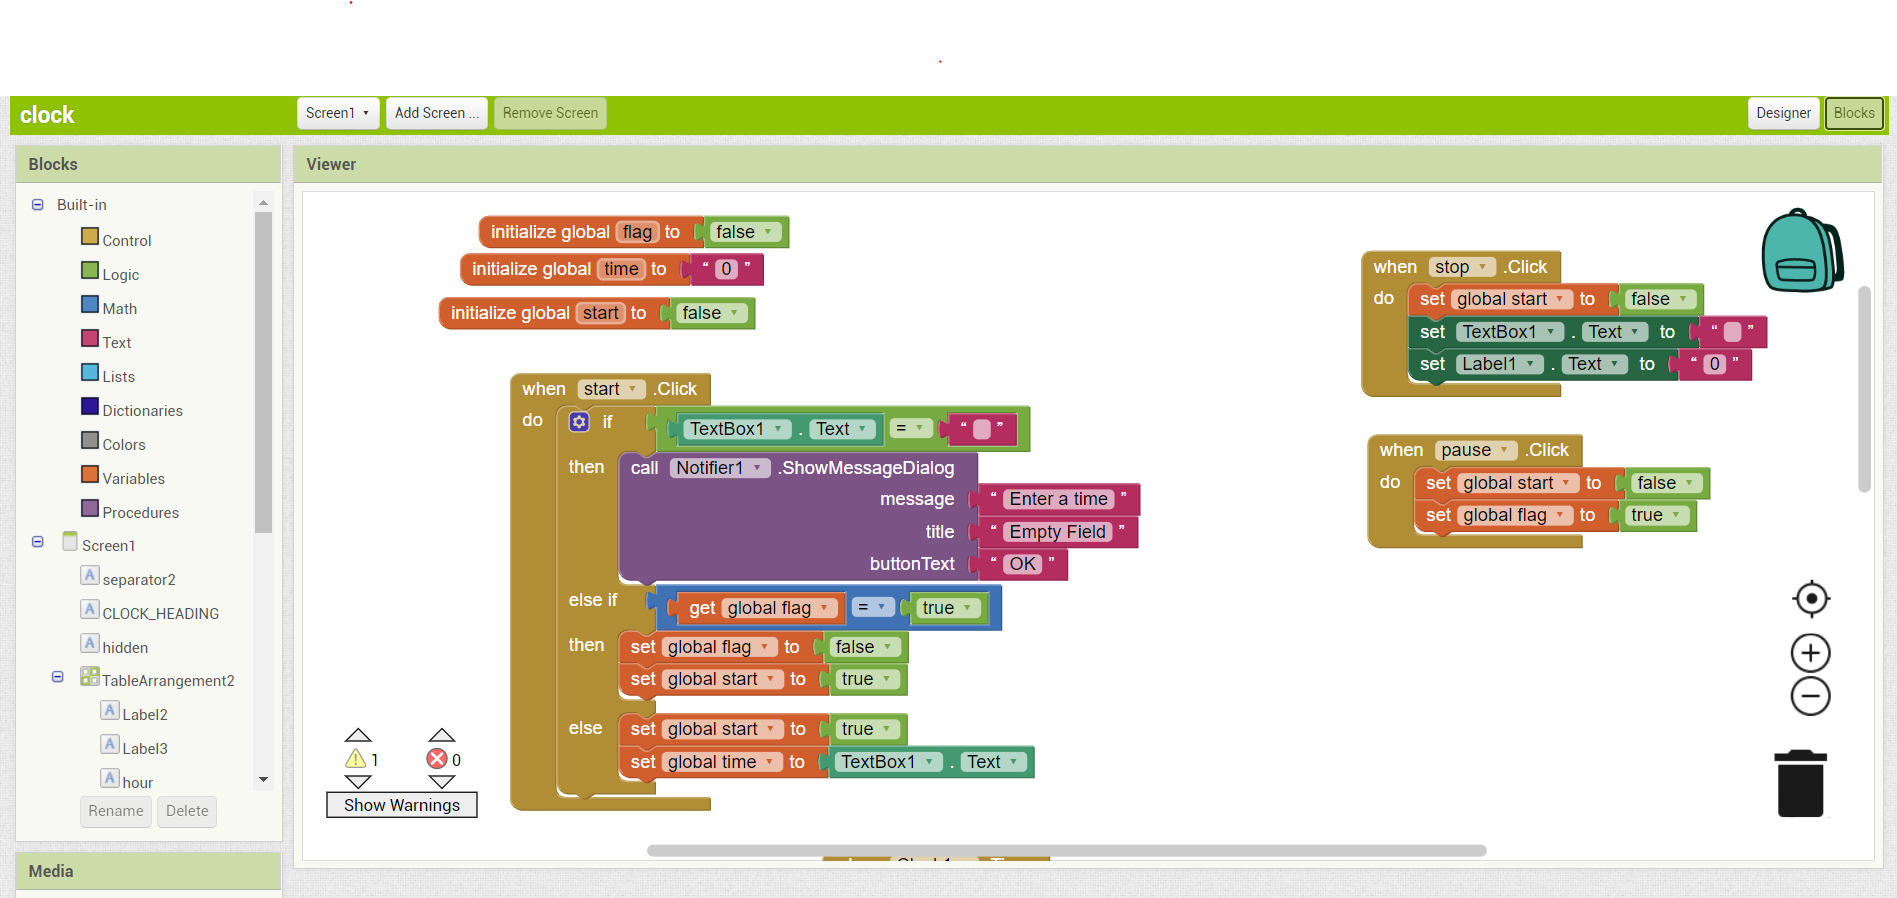 clock
Screen1 Add Screen ... Remove Screen Designer Blocks
Blocks
Built-in
Control
Logic
Math
Text
Lists
Dictionaries
Colors
Variables
Procedures
Screen1
separator2
CLOCK_HEADING
hidden
TableArrangement2
Label2
Label3
hour
Rename Delete
Media
Viewer
initialize global flag to false
initialize global time to “ 0 ”
initialize global start to false
when start .Click
do if TextBox1 . Text = “ ”
then call Notifier1 .ShowMessageDialog
message “ Enter a time ”
title “ Empty Field ”
buttonText “ OK ”
else if get global flag = true
then set global flag to false
set global start to true
else set global start to true
set global time to TextBox1 . Text
when stop .Click
do set global start to false
set TextBox1 . Text to “ ”
set Label1 . Text to “ 0 ”
when pause .Click
do set global start to false
set global flag to true
1 0
Show Warnings